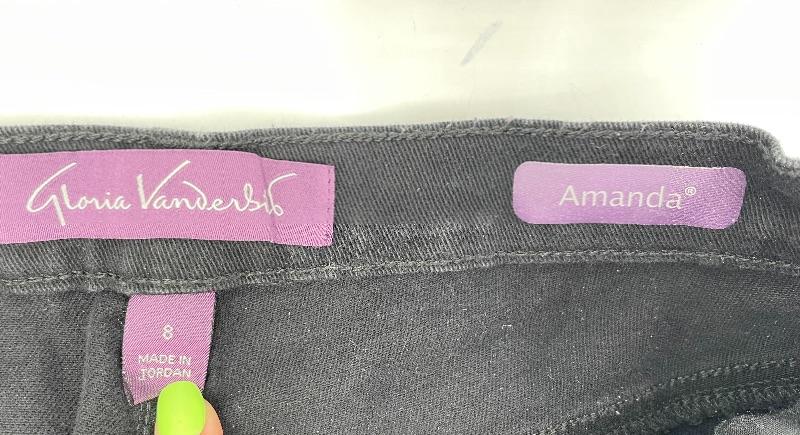 Gloria Vanderbilt
Amanda®
8
MADE IN
JORDAN